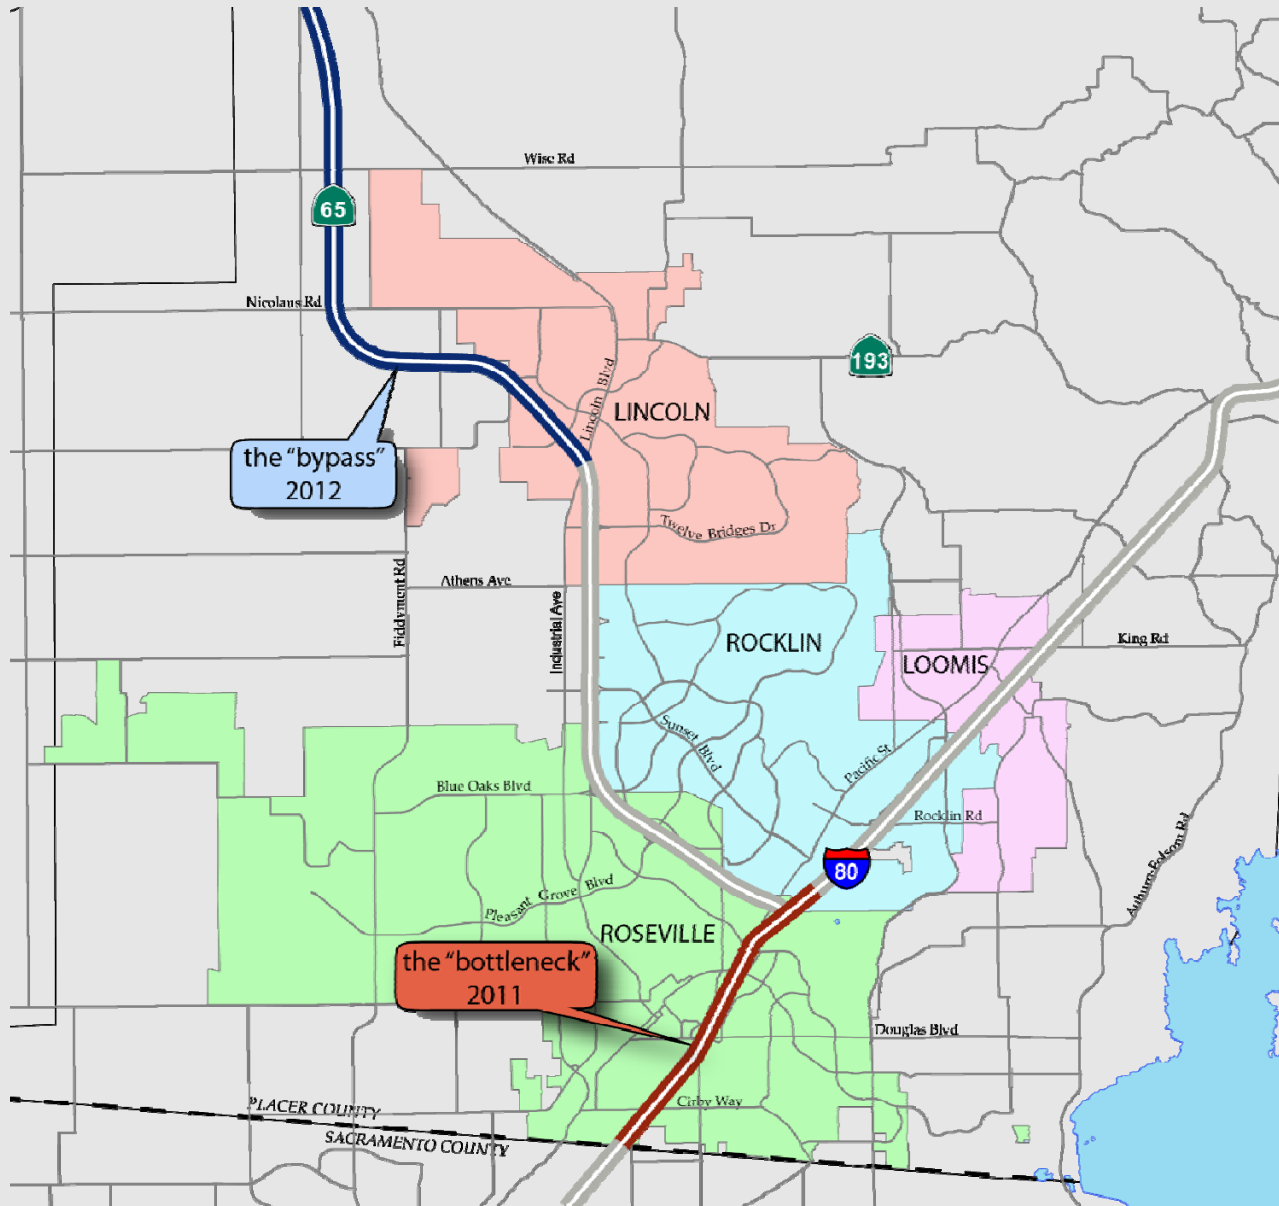 Wise Rd
65
Nicolaus Rd
193
Lincoln Blvd
LINCOLN
the "bypass"
2012
Twelve Bridges Dr
Athens Ave
Fiddyment Rd
Industrial Ave
ROCKLIN
LOOMIS
King Rd
Sunset Blvd
Pacific St
Blue Oaks Blvd
Rocklin Rd
80
Auburn-Folsom Rd
Pleasant Grove Blvd
ROSEVILLE
the "bottleneck"
2011
Douglas Blvd
Cirby Way
PLACER COUNTY
SACRAMENTO COUNTY